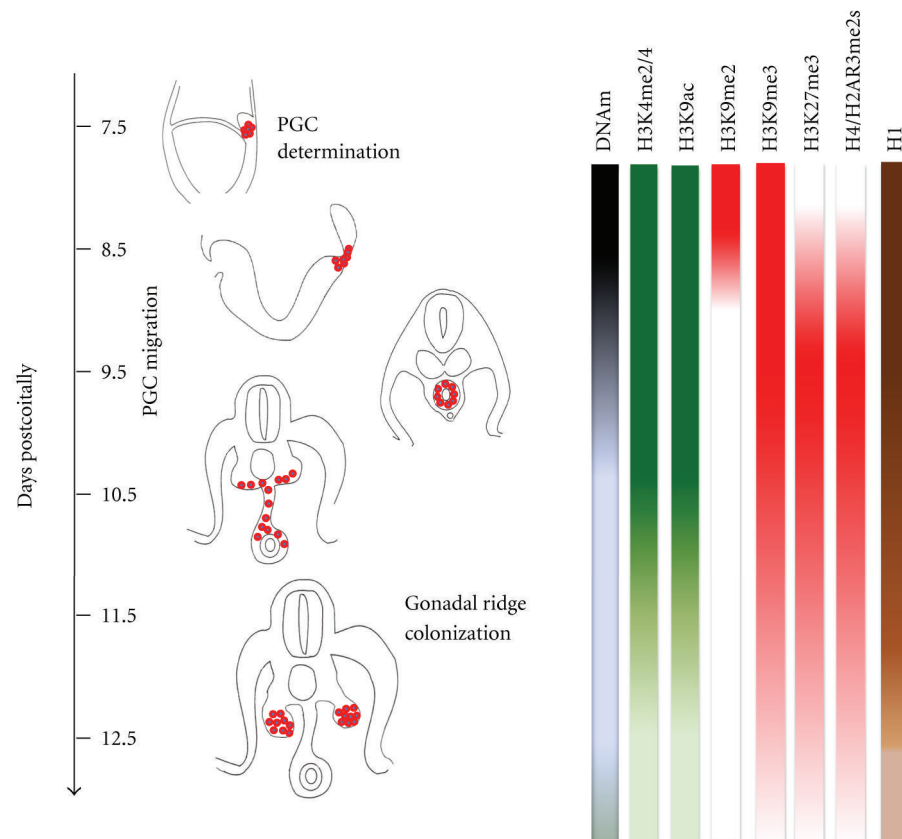 DNAm
H3K4me2/4
H3K9ac
H3K9me2
H3K9me3
H3K27me3
H4/H2AR3me2s
H1
Days postcoitally
7.5
8.5
9.5
10.5
11.5
12.5
PGC
determination
PGC migration
Gonadal ridge
colonization